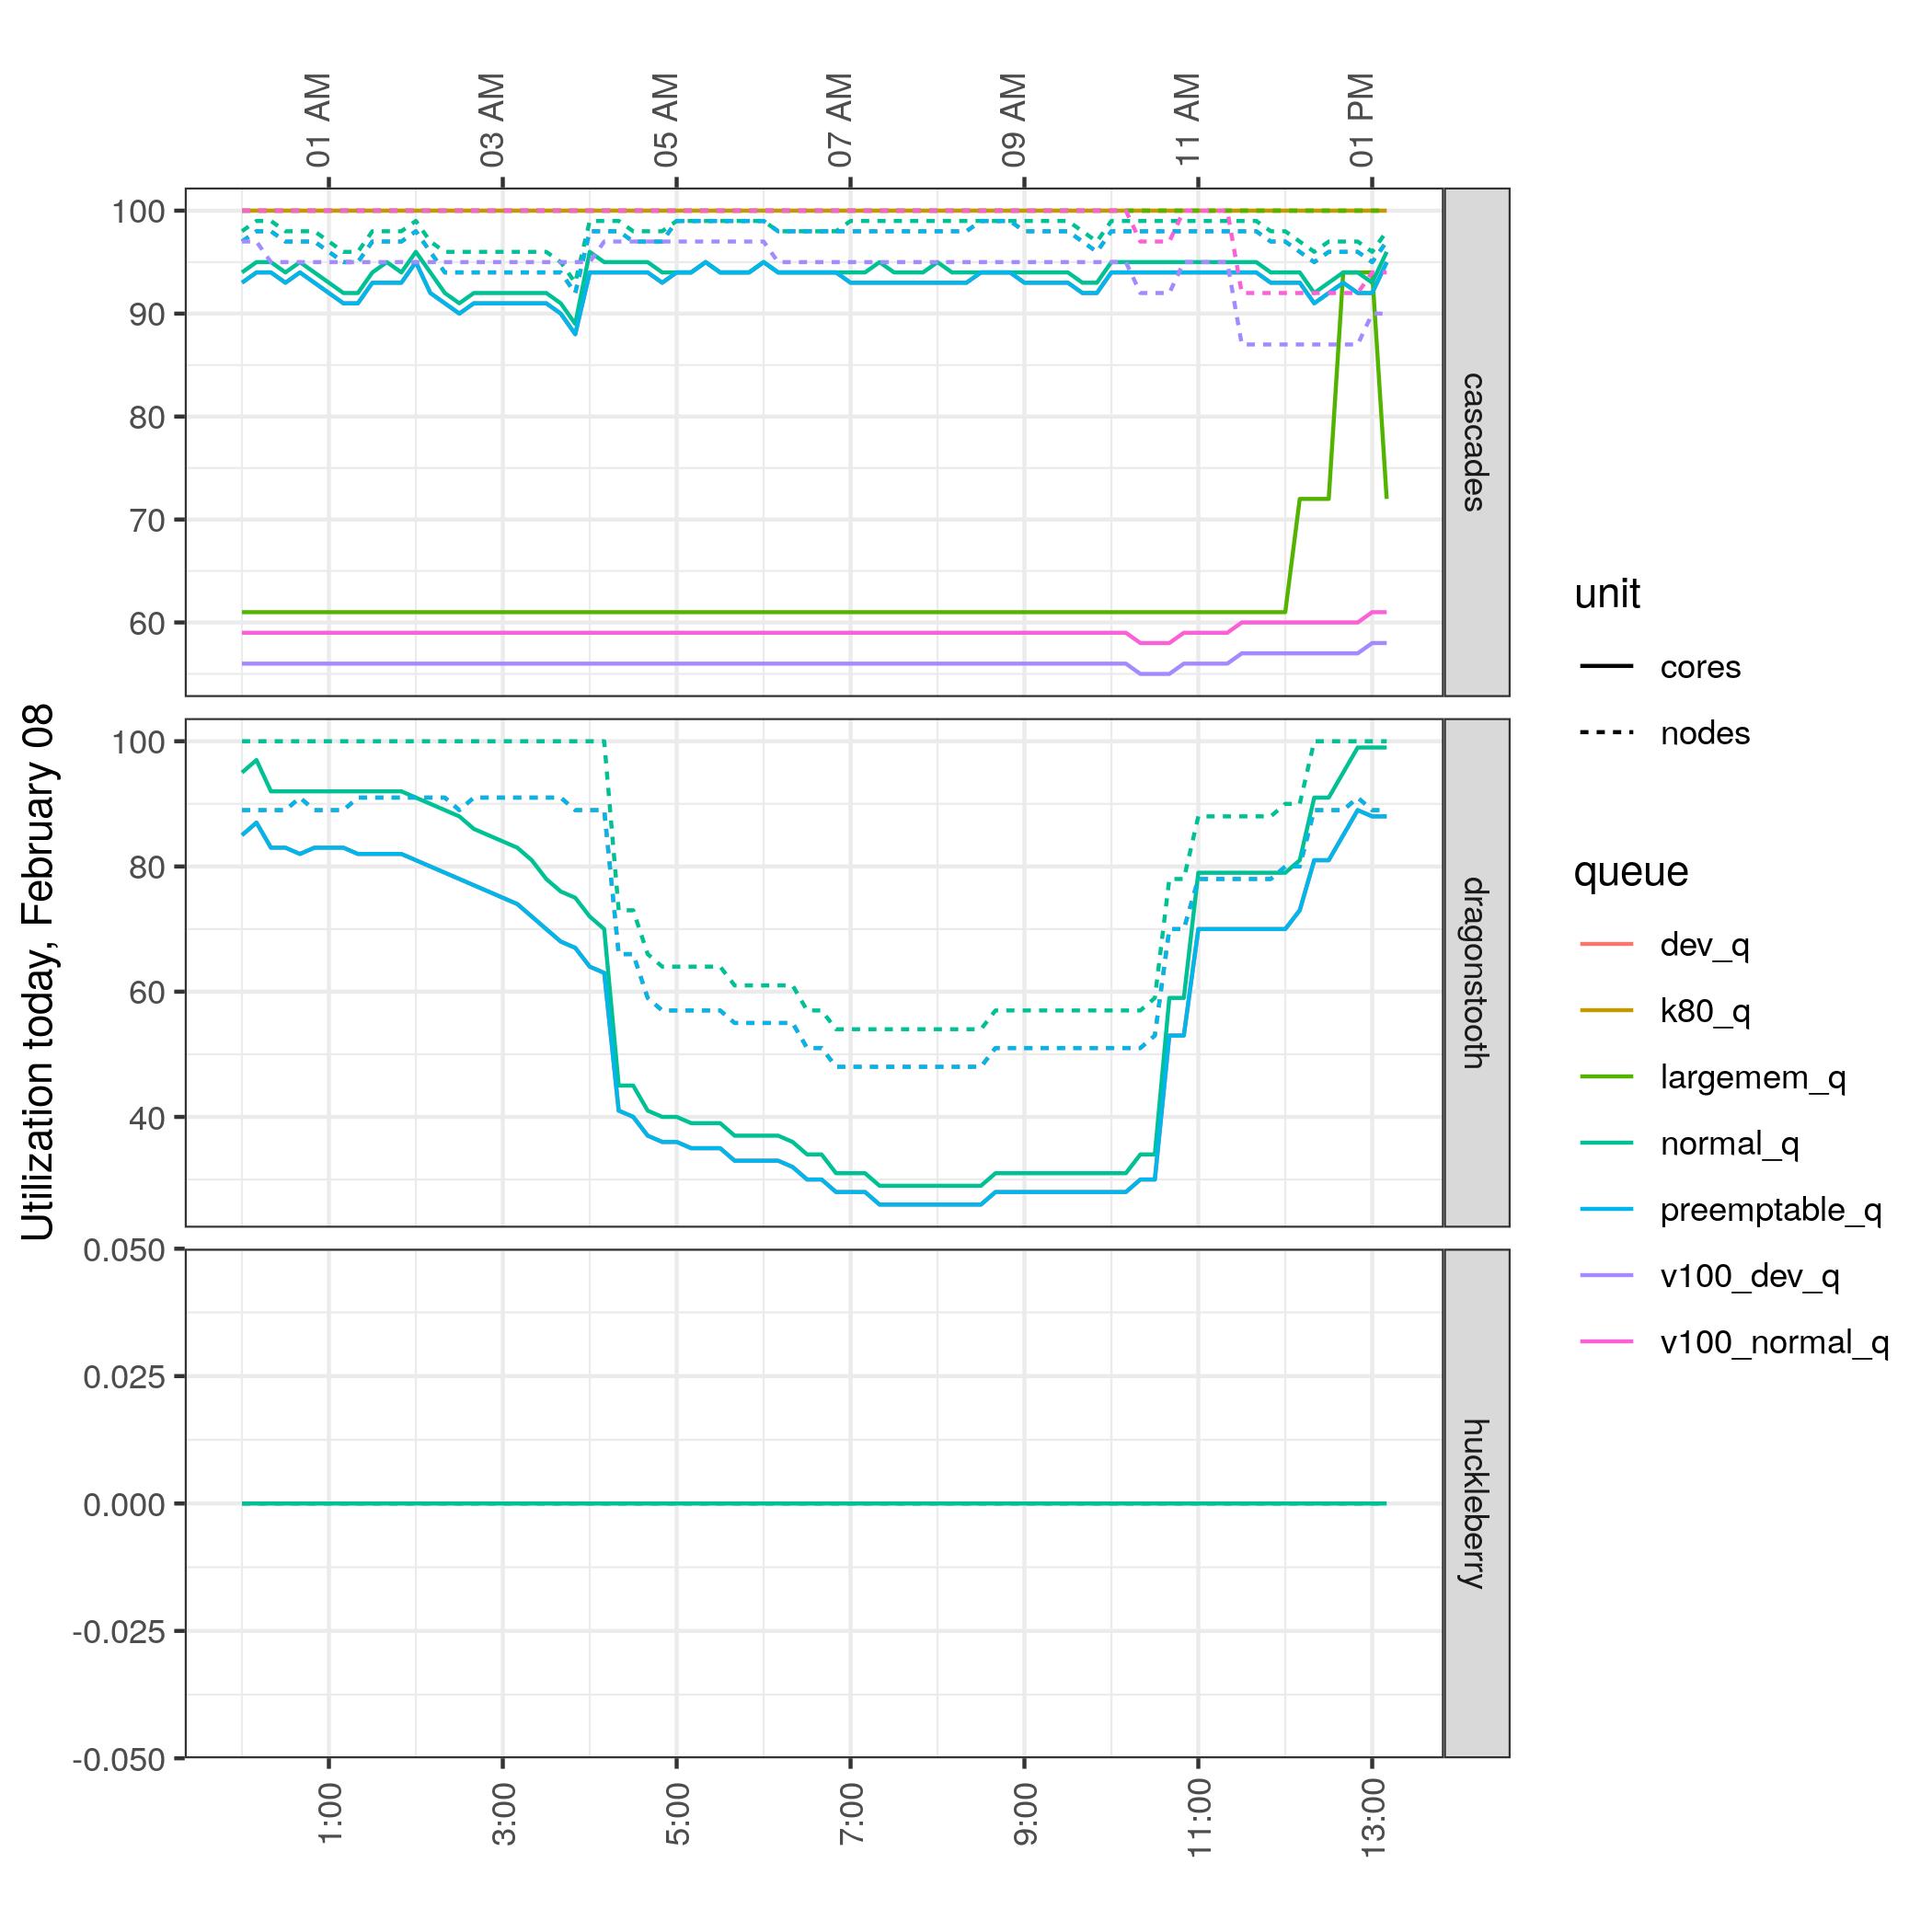 01 AM
03 AM
05 AM
07 AM
09 AM
11 AM
01 PM
Utilization today, February 08
100
90
80
70
60
cascades
100
80
60
40
dragonstooth
0.050
0.025
0.000
-0.025
-0.050
huckleberry
1:00
3:00
5:00
7:00
9:00
11:00
13:00
unit
cores
nodes
queue
dev_q
k80_q
largemem_q
normal_q
preemptable_q
v100_dev_q
v100_normal_q